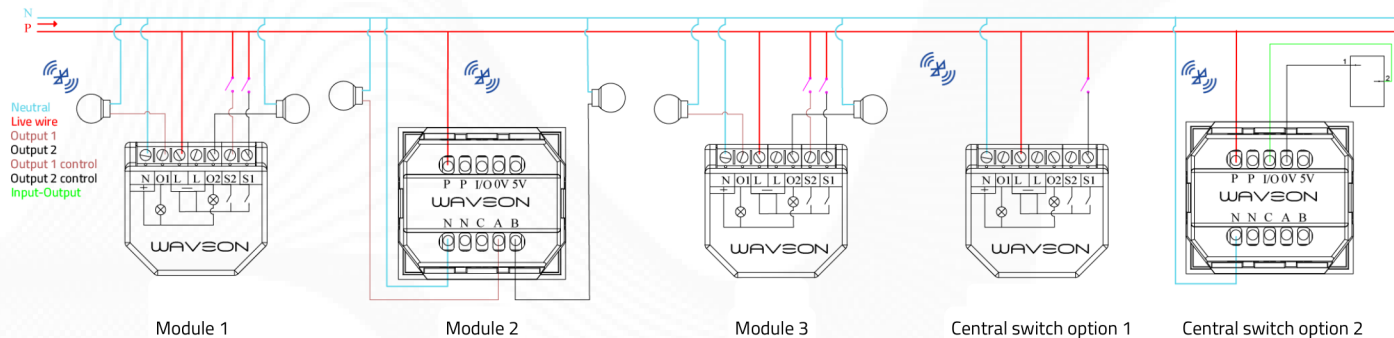 N
P
Neutral
Live wire
Output 1
Output 2
Output 1 control
Output 2 control
Input-Output
N O1 L L O2 S2 S1
WAVEON
Module 1
P P I/O 0V 5V
WAVEON
N N C A B
Module 2
N O1 L L O2 S2 S1
WAVEON
Module 3
N O1 L L O2 S2 S1
WAVEON
Central switch option 1
1
2
P P I/O 0V 5V
WAVEON
N N C A B
Central switch option 2